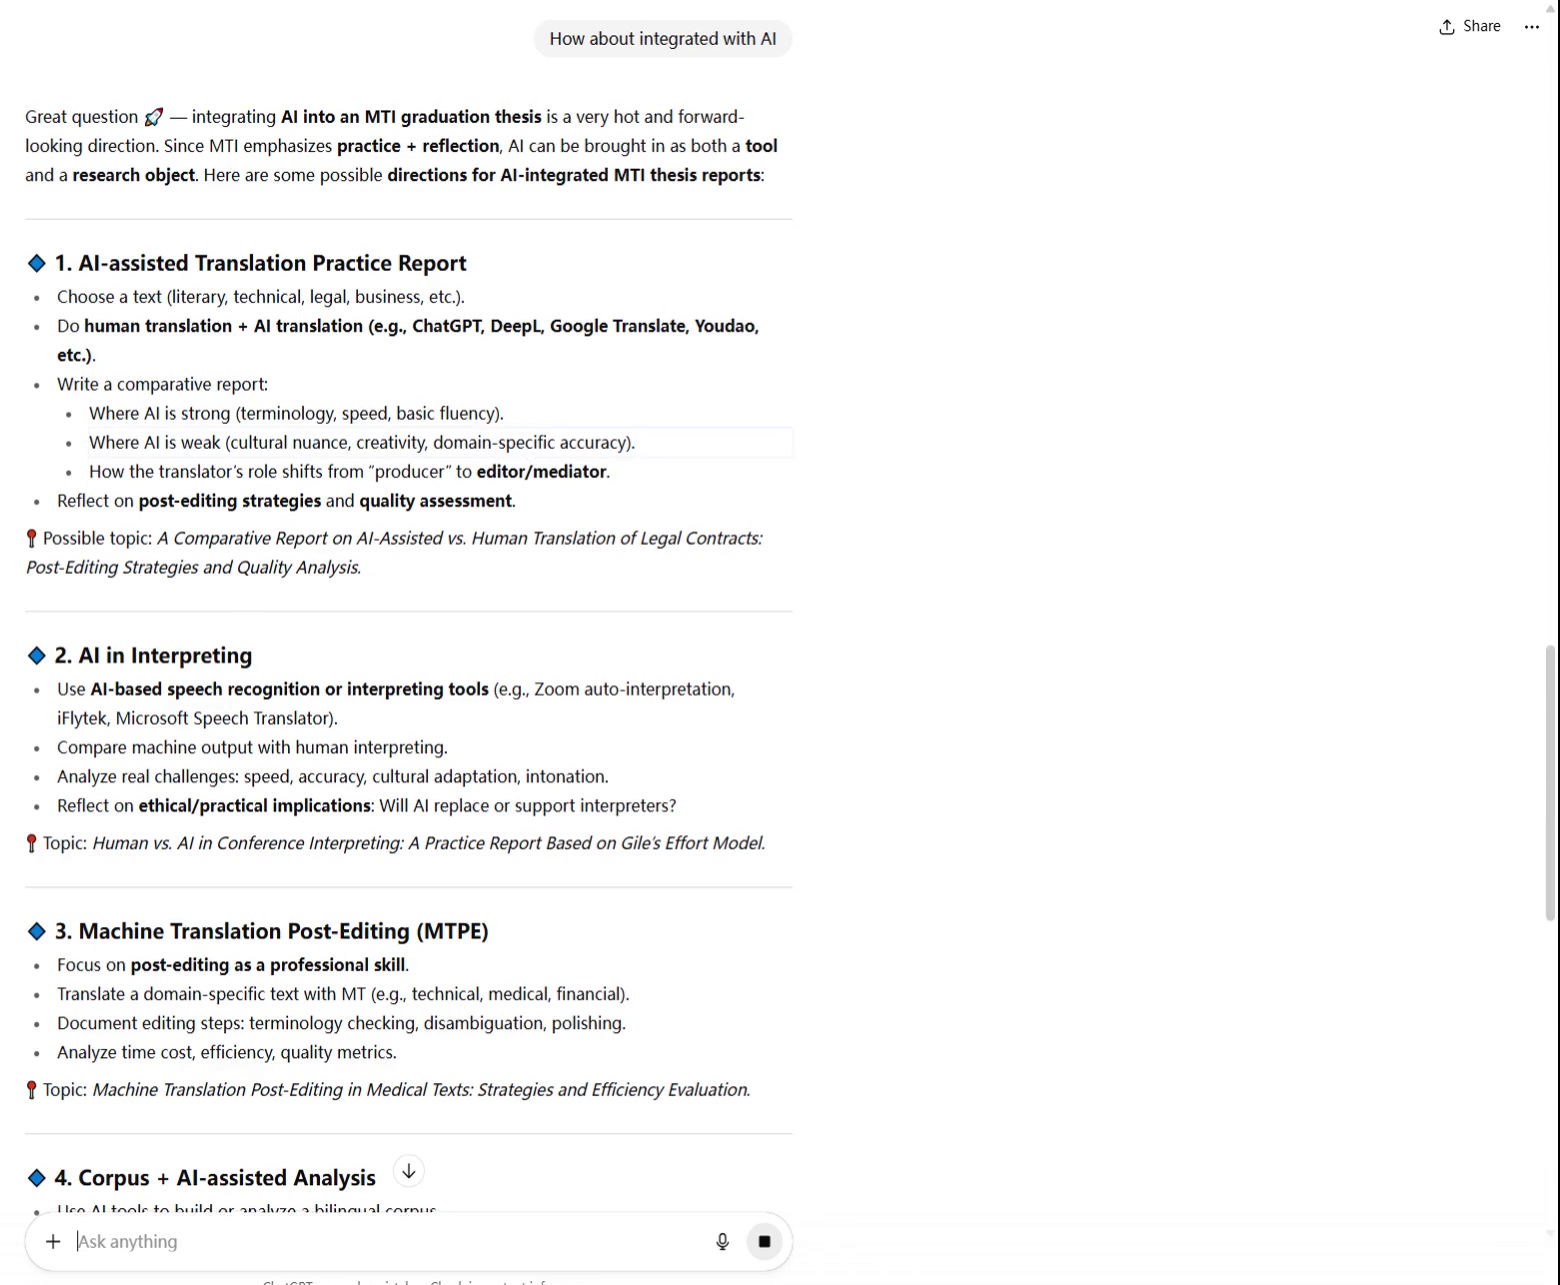 How about integrated with AI
Share
Great question 🚀 — integrating AI into an MTI graduation thesis is a very hot and forward-
looking direction. Since MTI emphasizes practice + reflection, AI can be brought in as both a tool
and a research object. Here are some possible directions for AI-integrated MTI thesis reports:
1. AI-assisted Translation Practice Report
• Choose a text (literary, technical, legal, business, etc.).
• Do human translation + AI translation (e.g., ChatGPT, DeepL, Google Translate, Youdao,
etc.).
• Write a comparative report:
• Where AI is strong (terminology, speed, basic fluency).
• Where AI is weak (cultural nuance, creativity, domain-specific accuracy).
• How the translator's role shifts from "producer" to editor/mediator.
• Reflect on post-editing strategies and quality assessment.
Possible topic: A Comparative Report on AI-Assisted vs. Human Translation of Legal Contracts:
Post-Editing Strategies and Quality Analysis.
2. AI in Interpreting
• Use AI-based speech recognition or interpreting tools (e.g., Zoom auto-interpretation,
iFlytek, Microsoft Speech Translator).
• Compare machine output with human interpreting.
• Analyze real challenges: speed, accuracy, cultural adaptation, intonation.
• Reflect on ethical/practical implications: Will AI replace or support interpreters?
Topic: Human vs. AI in Conference Interpreting: A Practice Report Based on Gile's Effort Model.
3. Machine Translation Post-Editing (MTPE)
• Focus on post-editing as a professional skill.
• Translate a domain-specific text with MT (e.g., technical, medical, financial).
• Document editing steps: terminology checking, disambiguation, polishing.
• Analyze time cost, efficiency, quality metrics.
Topic: Machine Translation Post-Editing in Medical Texts: Strategies and Efficiency Evaluation.
4. Corpus + AI-assisted Analysis
• Use AI tools to build or analyze a bilingual corpus
Ask anything